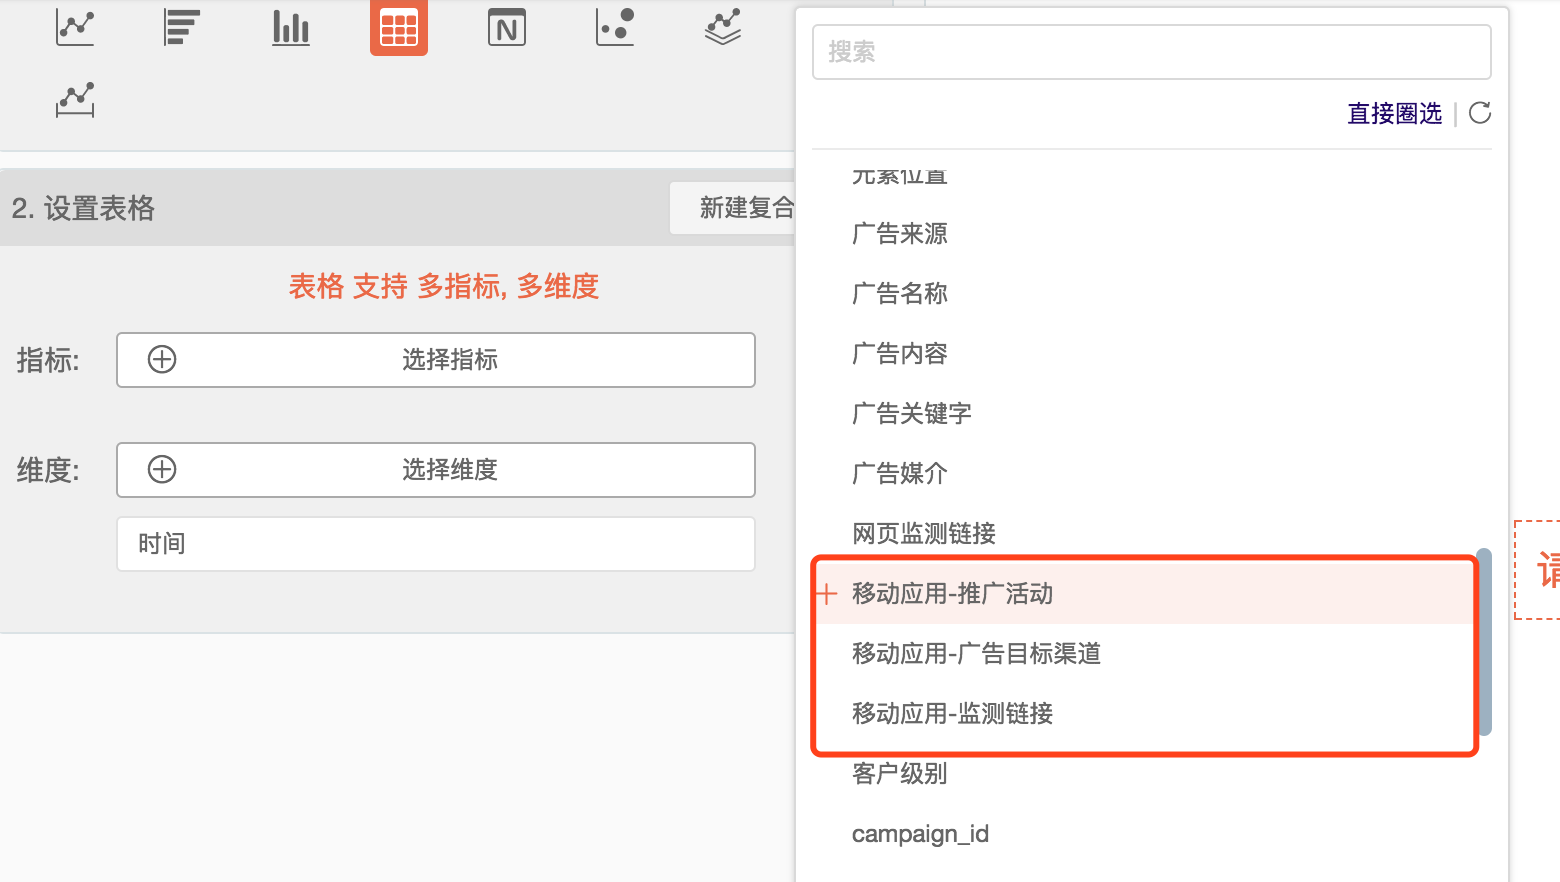 N
2. 设置表格
新建复合
表格 支持 多指标, 多维度
指标:
选择指标
维度:
选择维度
时间
搜索
直接圈选
元素位置
广告来源
广告名称
广告内容
广告关键字
广告媒介
网页监测链接
移动应用-推广活动
移动应用-广告目标渠道
移动应用-监测链接
客户级别
campaign_id
请